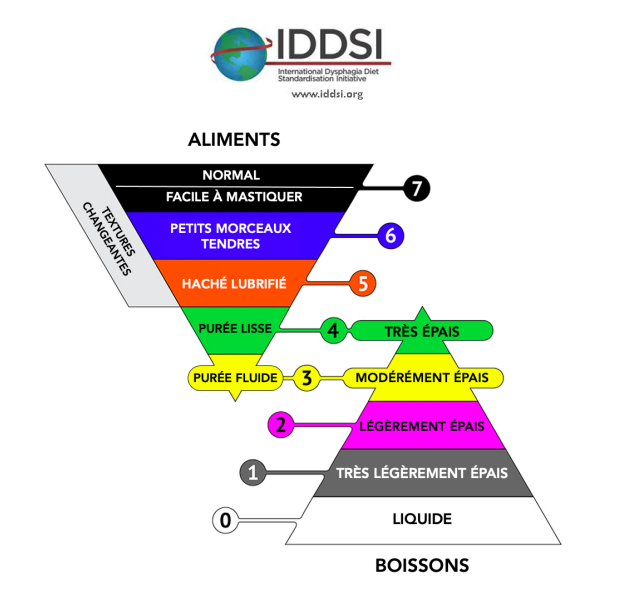 IDDSI
International Dysphagia Diet
Standardisation Initiative
www.iddsi.org
ALIMENTS
NORMAL
FACILE À MASTIQUER
7
TEXTURES
CHANGEANTES
PETITS MORCEAUX
TENDRES
6
HACHÉ LUBRIFIÉ
5
PURÉE LISSE
4
TRÈS ÉPAIS
PURÉE FLUIDE
3
MODÉRÉMENT ÉPAIS
2
LÉGÈREMENT ÉPAIS
1
TRÈS LÉGÈREMENT ÉPAIS
0
LIQUIDE
BOISSONS